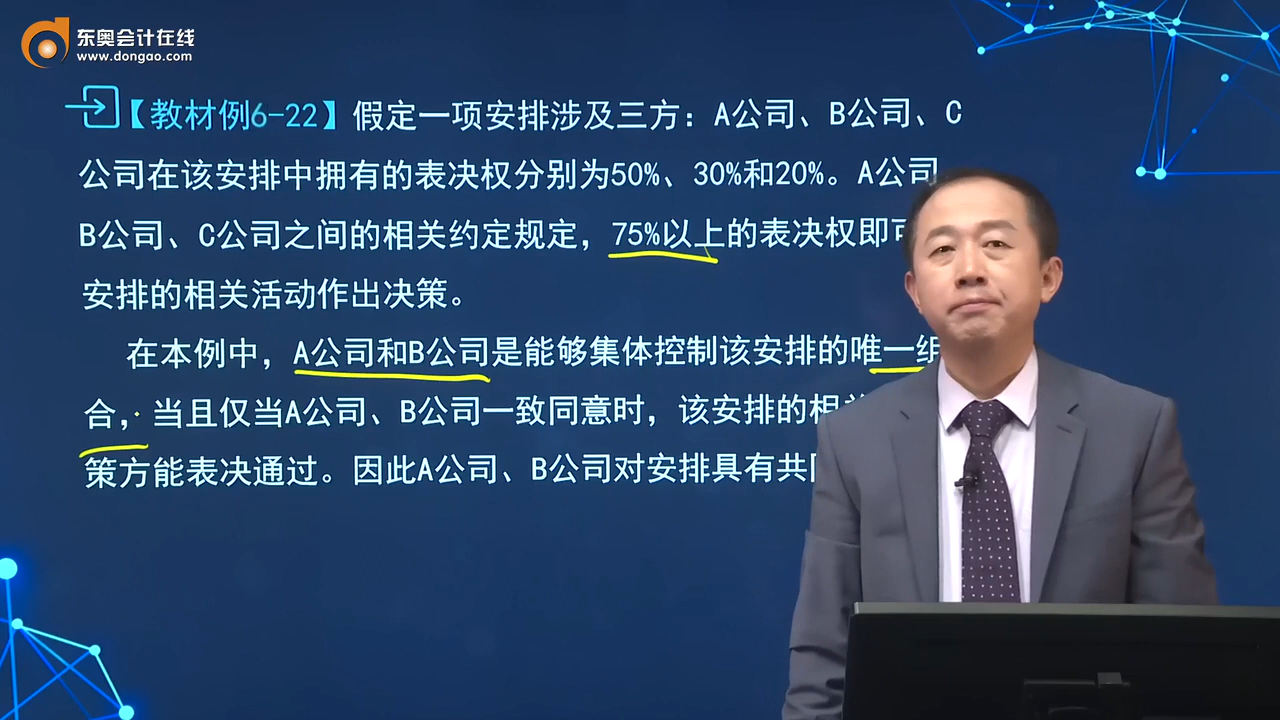 东奥会计在线
www.dongao.com
【教材例6-22】假定一项安排涉及三方：A公司、B公司、C
公司在该安排中拥有的表决权分别为50%、30%和20%。A公司
B公司、C公司之间的相关约定规定，75%以上的表决权即可
安排的相关活动作出决策。
在本例中，A公司和B公司是能够集体控制该安排的唯一组
合，当且仅当A公司、B公司一致同意时，该安排的相关
策方能表决通过。因此A公司、B公司对安排具有共同